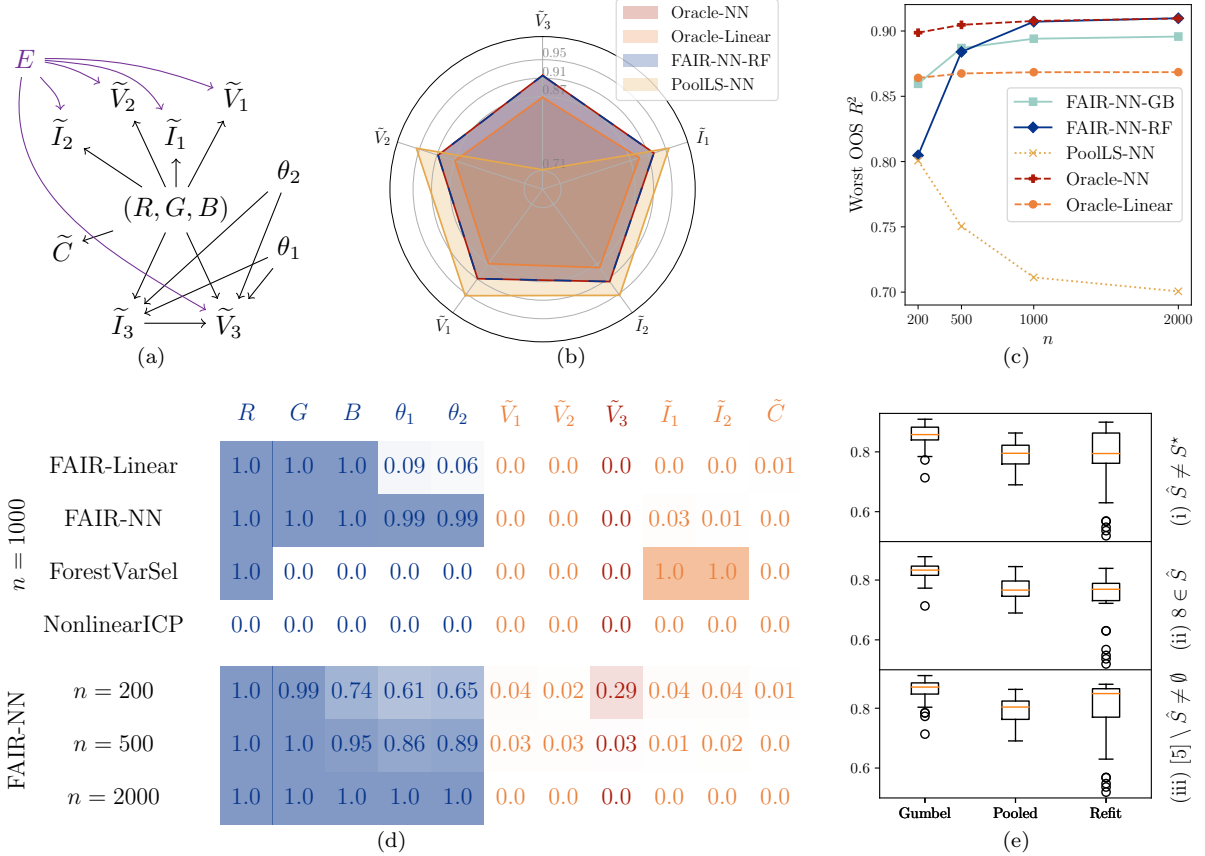 E
Ṽ₂
Ṽ₁
Ĩ₂
Ĩ₁
θ₂
(R, G, B)
θ₁
C̃
Ĩ₃
Ṽ₃
(a)
Ṽ₃
0.95
0.91
0.87
0.71
Ĩ₁
Ṽ₂
Ṽ₁
Ĩ₂
Oracle-NN
Oracle-Linear
FAIR-NN-RF
PoolLS-NN
(b)
Worst OOS R²
0.90
0.85
0.80
0.75
0.70
FAIR-NN-GB
FAIR-NN-RF
PoolLS-NN
Oracle-NN
Oracle-Linear
200 500 1000 2000
n
(c)
R G B θ₁ θ₂ Ṽ₁ Ṽ₂ Ṽ₃ Ĩ₁ Ĩ₂ C̃
n = 1000
FAIR-Linear 1.0 1.0 1.0 0.09 0.06 0.0 0.0 0.0 0.0 0.0 0.01
FAIR-NN 1.0 1.0 1.0 0.99 0.99 0.0 0.0 0.0 0.03 0.01 0.0
ForestVarSel 1.0 0.0 0.0 0.0 0.0 0.0 0.0 0.0 1.0 1.0 0.0
NonlinearICP 0.0 0.0 0.0 0.0 0.0 0.0 0.0 0.0 0.0 0.0 0.0
FAIR-NN
n = 200 1.0 0.99 0.74 0.61 0.65 0.04 0.02 0.29 0.04 0.04 0.01
n = 500 1.0 1.0 0.95 0.86 0.89 0.03 0.03 0.03 0.01 0.02 0.0
n = 2000 1.0 1.0 1.0 1.0 1.0 0.0 0.0 0.0 0.0 0.0 0.0
(d)
0.8
0.6
(i) Ŝ ≠ S⋆
0.8
0.6
(ii) 8 ∈ Ŝ
0.8
0.6
(iii) [5] \ Ŝ ≠ ∅
Gumbel Pooled Refit
(e)